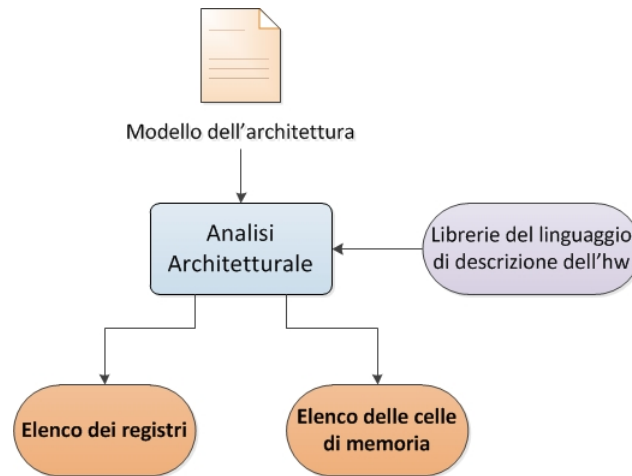 Modello dell'architettura
Analisi
Architetturale
Librerie del linguaggio
di descrizione dell'hw
Elenco dei registri
Elenco delle celle
di memoria